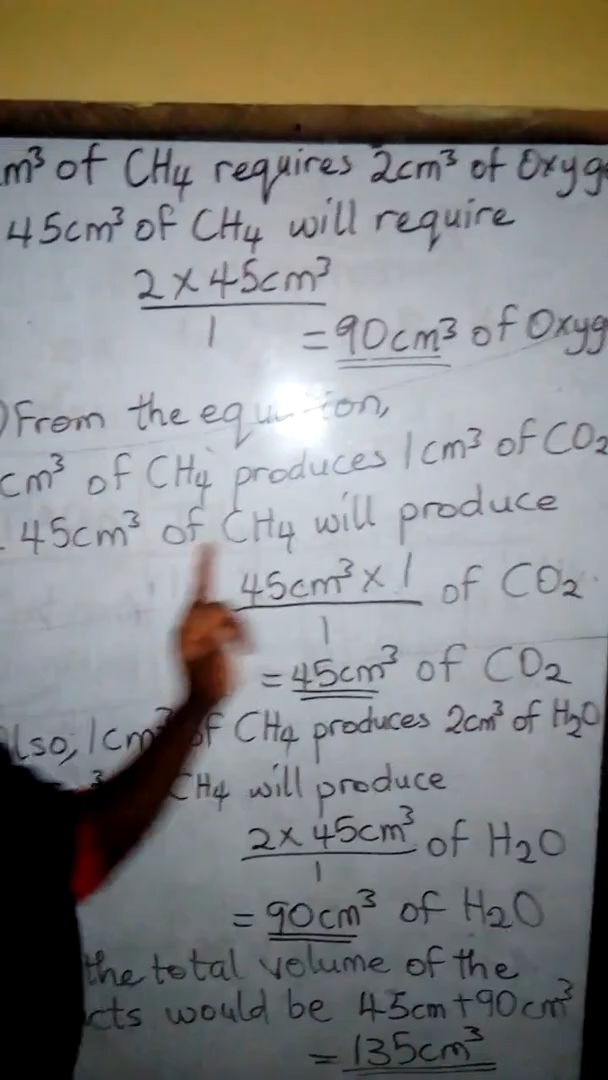 m³ of CH4 requires 2cm³ of Oxyg
45cm³ of CH4 will require
2 x 45cm³
1
= 90cm³ of Oxyg
) From the equ
cm³ of CH4 produces 1cm³ of CO2
45cm³ of CH4 will produce
45cm³ x 1
1
of CO2
= 45cm³ of CO2
lso, 1cm³ of CH4 produces 2cm³ of H2O
³ CH4 will produce
2 x 45cm³
1
of H2O
= 90cm³ of H2O
the total volume of the
cts would be 45cm+90cm³
= 135cm³